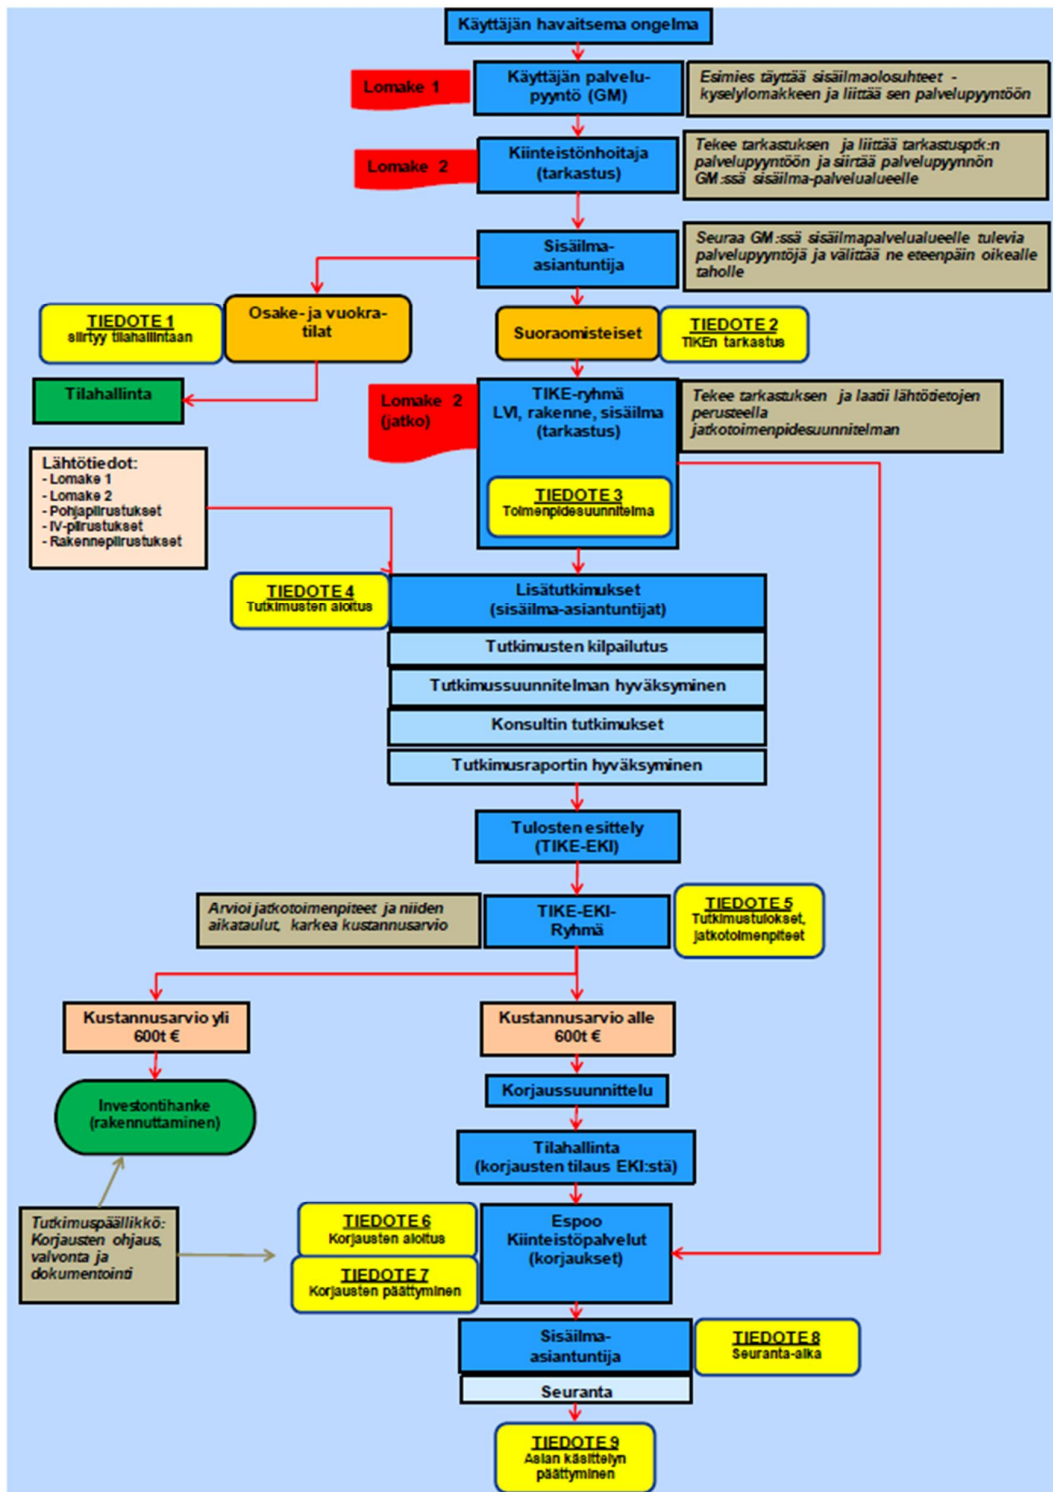 Käyttäjän havaitsema ongelma
Lomake 1
Käyttäjän palvelu-
pyyntö (GM)
Esimies täyttää sisäilmaolosuhteet -
kyselylomakkeen ja liittää sen palvelupyyntöön
Lomake 2
Kiinteistönhoitaja
(tarkastus)
Tekee tarkastuksen ja liittää tarkastusptk:n
palvelupyyntöön ja siirtää palvelupyynnön
GM:ssä sisäilma-palvelualueelle
Sisäilma-
asiantuntija
Seuraa GM:ssä sisäilmapalvelualueelle tulevia
palvelupyyntöjä ja välittää ne eteenpäin oikealle
taholle
TIEDOTE 1
siirtyy tilahallintaan
Osake- ja vuokra-
tilat
Suoraomisteiset
TIEDOTE 2
TIKEn tarkastus
Tilahallinta
Lomake 2
(jatko)
TIKE-ryhmä
LVI, rakenne, sisäilma
(tarkastus)
Tekee tarkastuksen ja laatii lähtötietojen
perusteella
jatkotoimenpidesuunnitelman
Lähtötiedot:
- Lomake 1
- Lomake 2
- Pohjapiirustukset
- IV-piirustukset
- Rakennepiirustukset
TIEDOTE 3
Toimenpidesuunnitelma
TIEDOTE 4
Tutkimusten aloitus
Lisätutkimukset
(sisäilma-asiantuntijat)
Tutkimusten kilpailutus
Tutkimussuunnitelman hyväksyminen
Konsultin tutkimukset
Tutkimusraportin hyväksyminen
Tulosten esittely
(TIKE-EKI)
Arvioi jatkotoimenpiteet ja niiden
aikataulut, karkea kustannusarvio
TIKE-EKI-
Ryhmä
TIEDOTE 5
Tutkimustulokset,
jatkotoimenpiteet
Kustannusarvio yli
600t €
Kustannusarvio alle
600t €
Investontihanke
(rakennuttaminen)
Korjaussuunnittelu
Tilahallinta
(korjausten tilaus EKI:stä)
Tutkimuspäällikkö:
Korjausten ohjaus,
valvonta ja
dokumentointi
TIEDOTE 6
Korjausten aloitus
TIEDOTE 7
Korjausten päättyminen
Espoo
Kiinteistöpalvelut
(korjaukset)
Sisäilma-
asiantuntija
TIEDOTE 8
Seuranta-aika
Seuranta
TIEDOTE 9
Asian käsittelyn
päättyminen